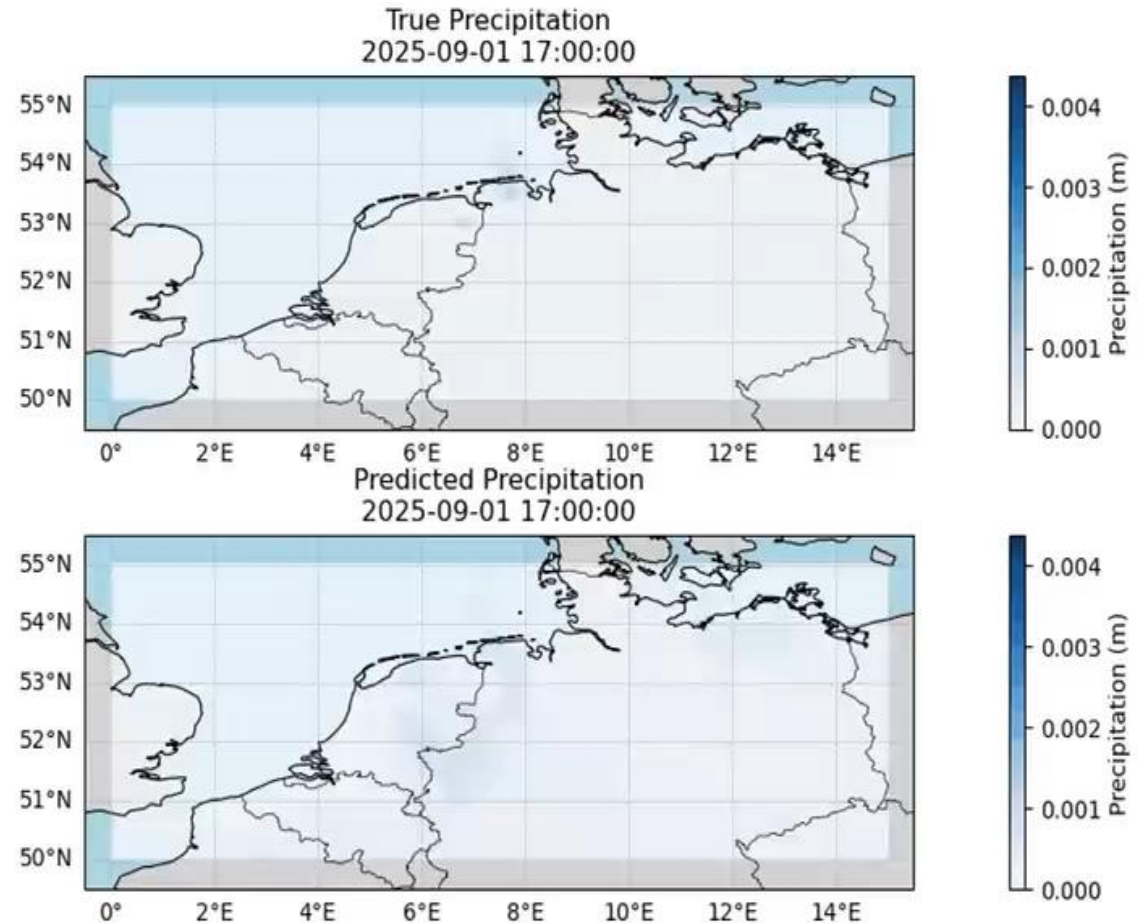 True Precipitation
2025-09-01 17:00:00
55°N
54°N
53°N
52°N
51°N
50°N
0°
2°E
4°E
6°E
8°E
10°E
12°E
14°E
0.004
0.003
0.002
0.001
0.000
Precipitation (m)
Predicted Precipitation
2025-09-01 17:00:00
55°N
54°N
53°N
52°N
51°N
50°N
0°
2°E
4°E
6°E
8°E
10°E
12°E
14°E
0.004
0.003
0.002
0.001
0.000
Precipitation (m)